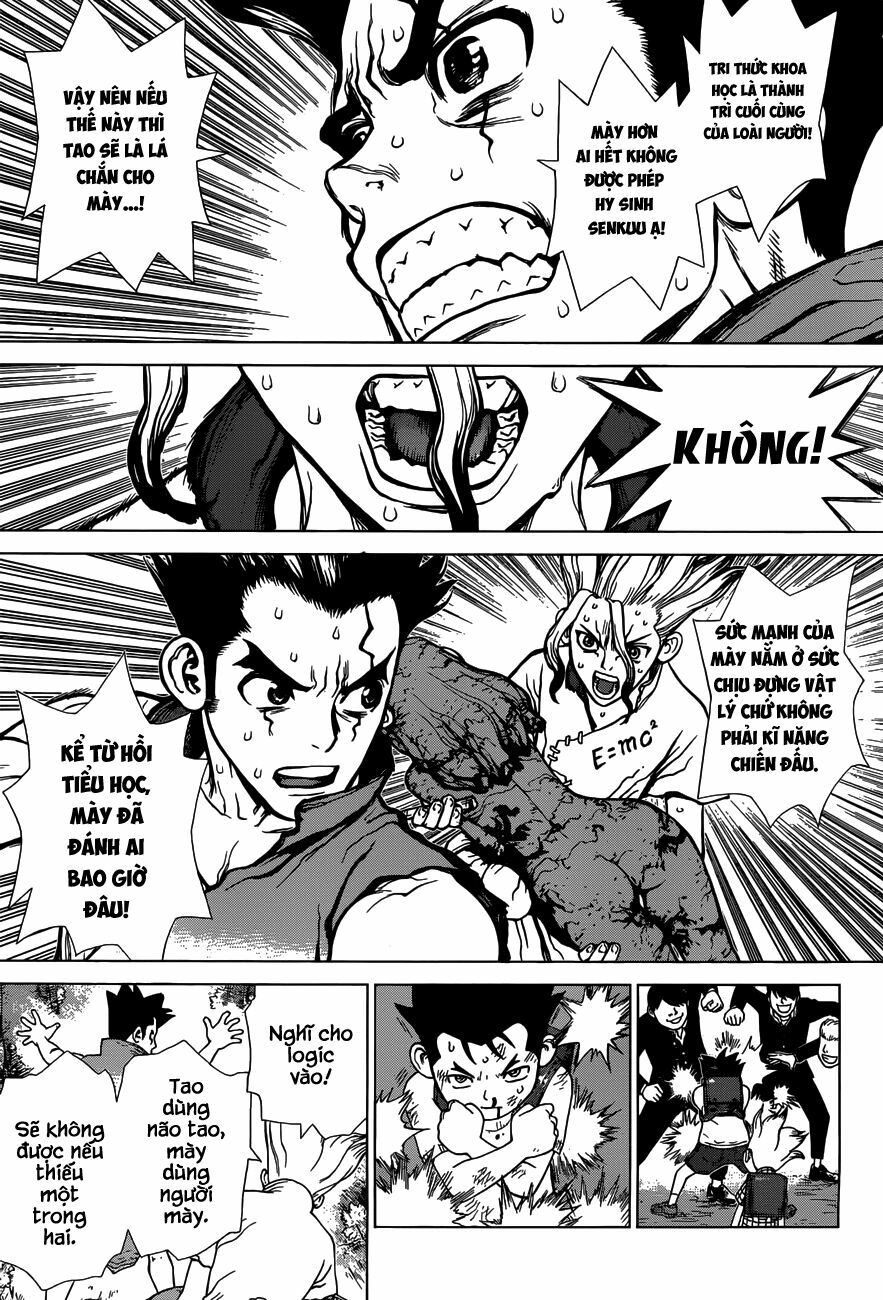 TRI THỨC KHOA
HỌC LÀ THÀNH
TRÌ CUỐI CÙNG
CỦA LOÀI NGƯỜI!
MÀY HƠN
AI HẾT KHÔNG
ĐƯỢC PHÉP
HY SINH
SENKUU Ạ!
VẬY NÊN NẾU
THẾ NÀY THÌ
TAO SẼ LÀ LÁ
CHẮN CHO
MÀY...!
KHÔNG!
SỨC MẠNH CỦA
MÀY NẰM Ở SỨC
CHỊU ĐỰNG VẬT
LÝ CHỨ KHÔNG
PHẢI KĨ NĂNG
CHIẾN ĐẤU.
E=mc²
KỂ TỪ HỒI
TIỂU HỌC,
MÀY ĐÃ
ĐÁNH AI
BAO GIỜ
ĐÂU!
Nghĩ cho
logic
vào!
Tao
dùng
não tao,
mày
dùng
người
mày.
Sẽ không
được nếu
thiếu
một
trong
hai.